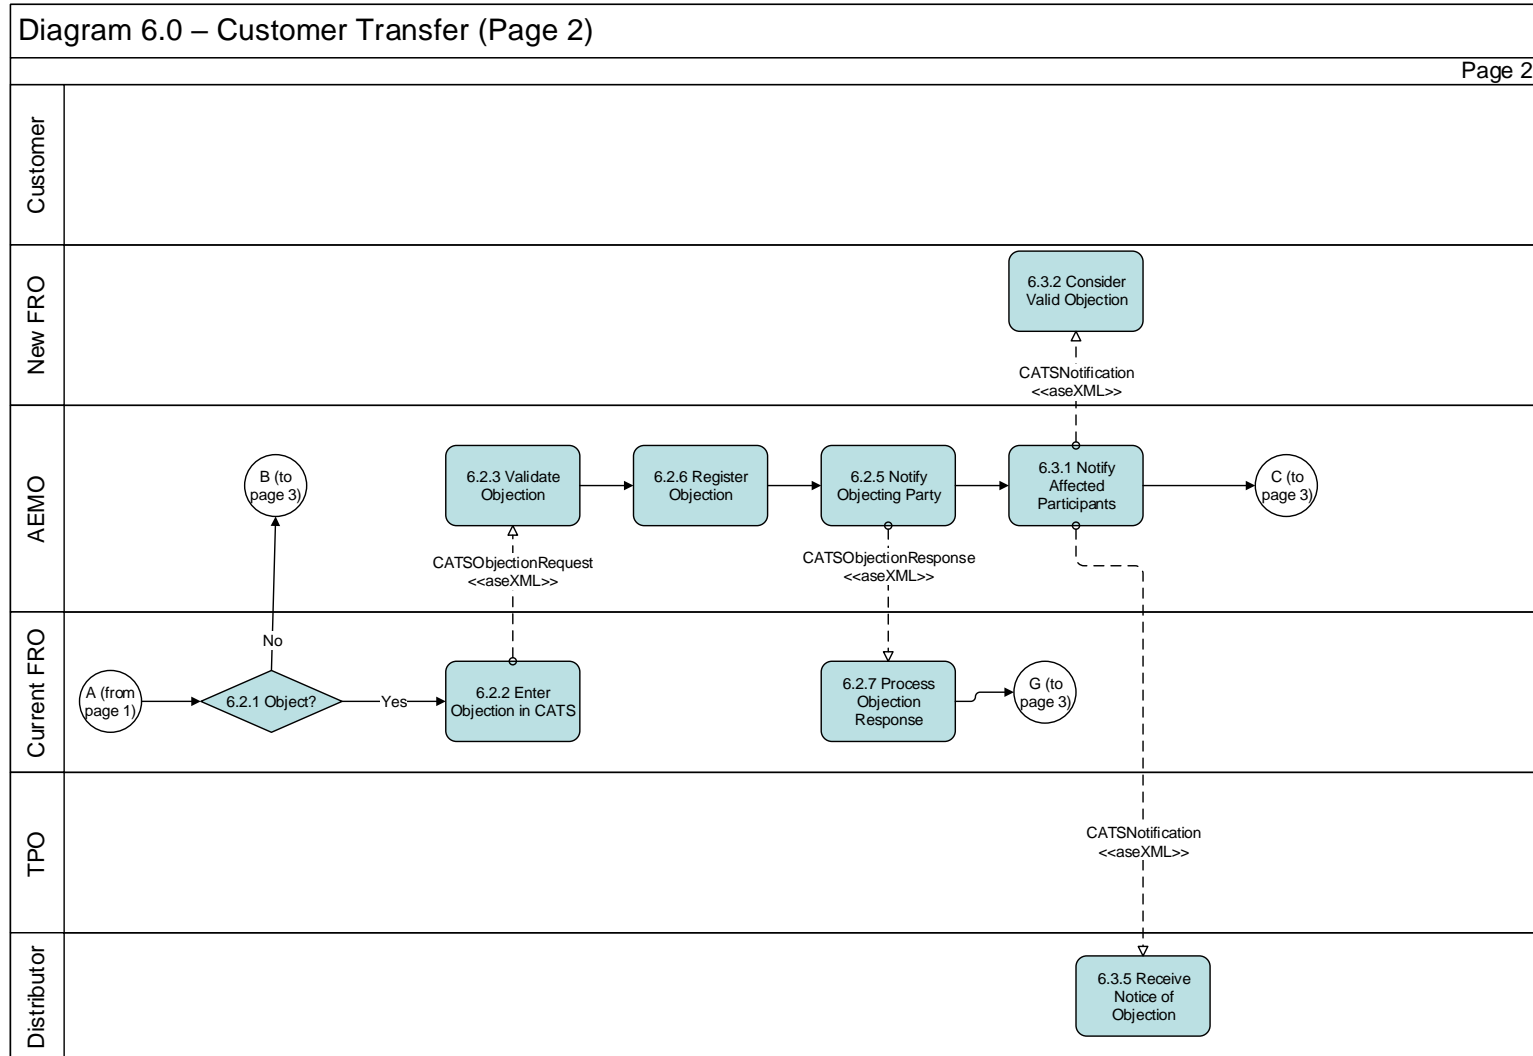 Diagram 6.0 – Customer Transfer (Page 2)
Page 2
Customer
New FRO
6.3.2 Consider
Valid Objection
CATSNotification
<<aseXML>>
AEMO
B (to
page 3)
6.2.3 Validate
Objection
6.2.6 Register
Objection
6.2.5 Notify
Objecting Party
6.3.1 Notify
Affected
Participants
C (to
page 3)
CATSObjectionRequest
<<aseXML>>
CATSObjectionResponse
<<aseXML>>
Current FRO
No
A (from
page 1)
6.2.1 Object?
Yes
6.2.2 Enter
Objection in CATS
6.2.7 Process
Objection
Response
G (to
page 3)
TPO
CATSNotification
<<aseXML>>
Distributor
6.3.5 Receive
Notice of
Objection